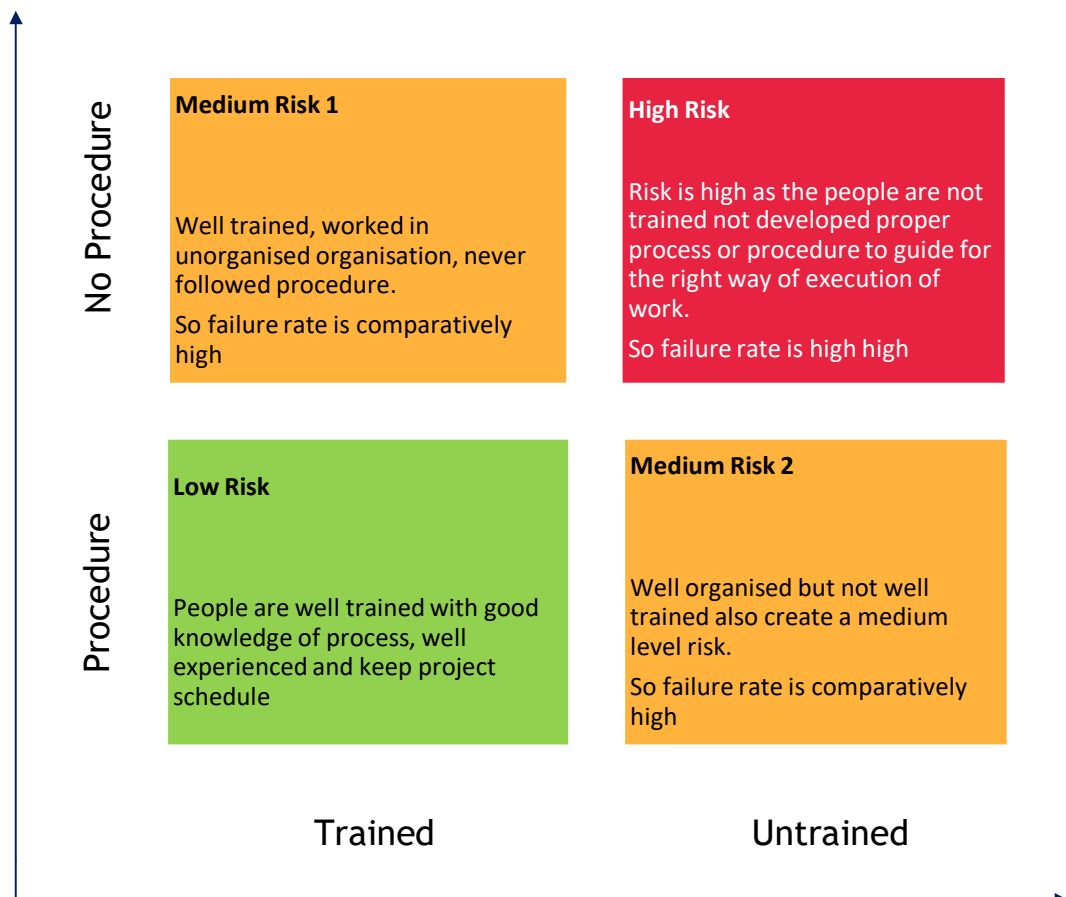 No Procedure
Medium Risk 1
Well trained, worked in
unorganised organisation, never
followed procedure.
So failure rate is comparatively
high
High Risk
Risk is high as the people are not
trained not developed proper
process or procedure to guide for
the right way of execution of
work.
So failure rate is high high
Procedure
Low Risk
People are well trained with good
knowledge of process, well
experienced and keep project
schedule
Medium Risk 2
Well organised but not well
trained also create a medium
level risk.
So failure rate is comparatively
high
Trained
Untrained